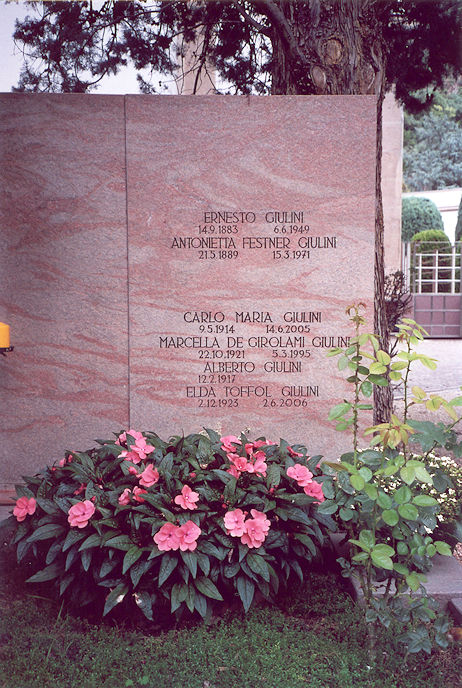 ERNESTO GIULINI
14.9.1883 6.6.1949
ANTONIETTA FESTNER GIULINI
21.5.1889 15.3.1971
CARLO MARIA GIULINI
9.5.1914 14.6.2005
MARCELLA DE GIROLAMI GIULINI
22.10.1921 5.3.1995
ALBERTO GIULINI
12.2.1917
ELDA TOFFOL GIULINI
2.12.1923 2.6.2006